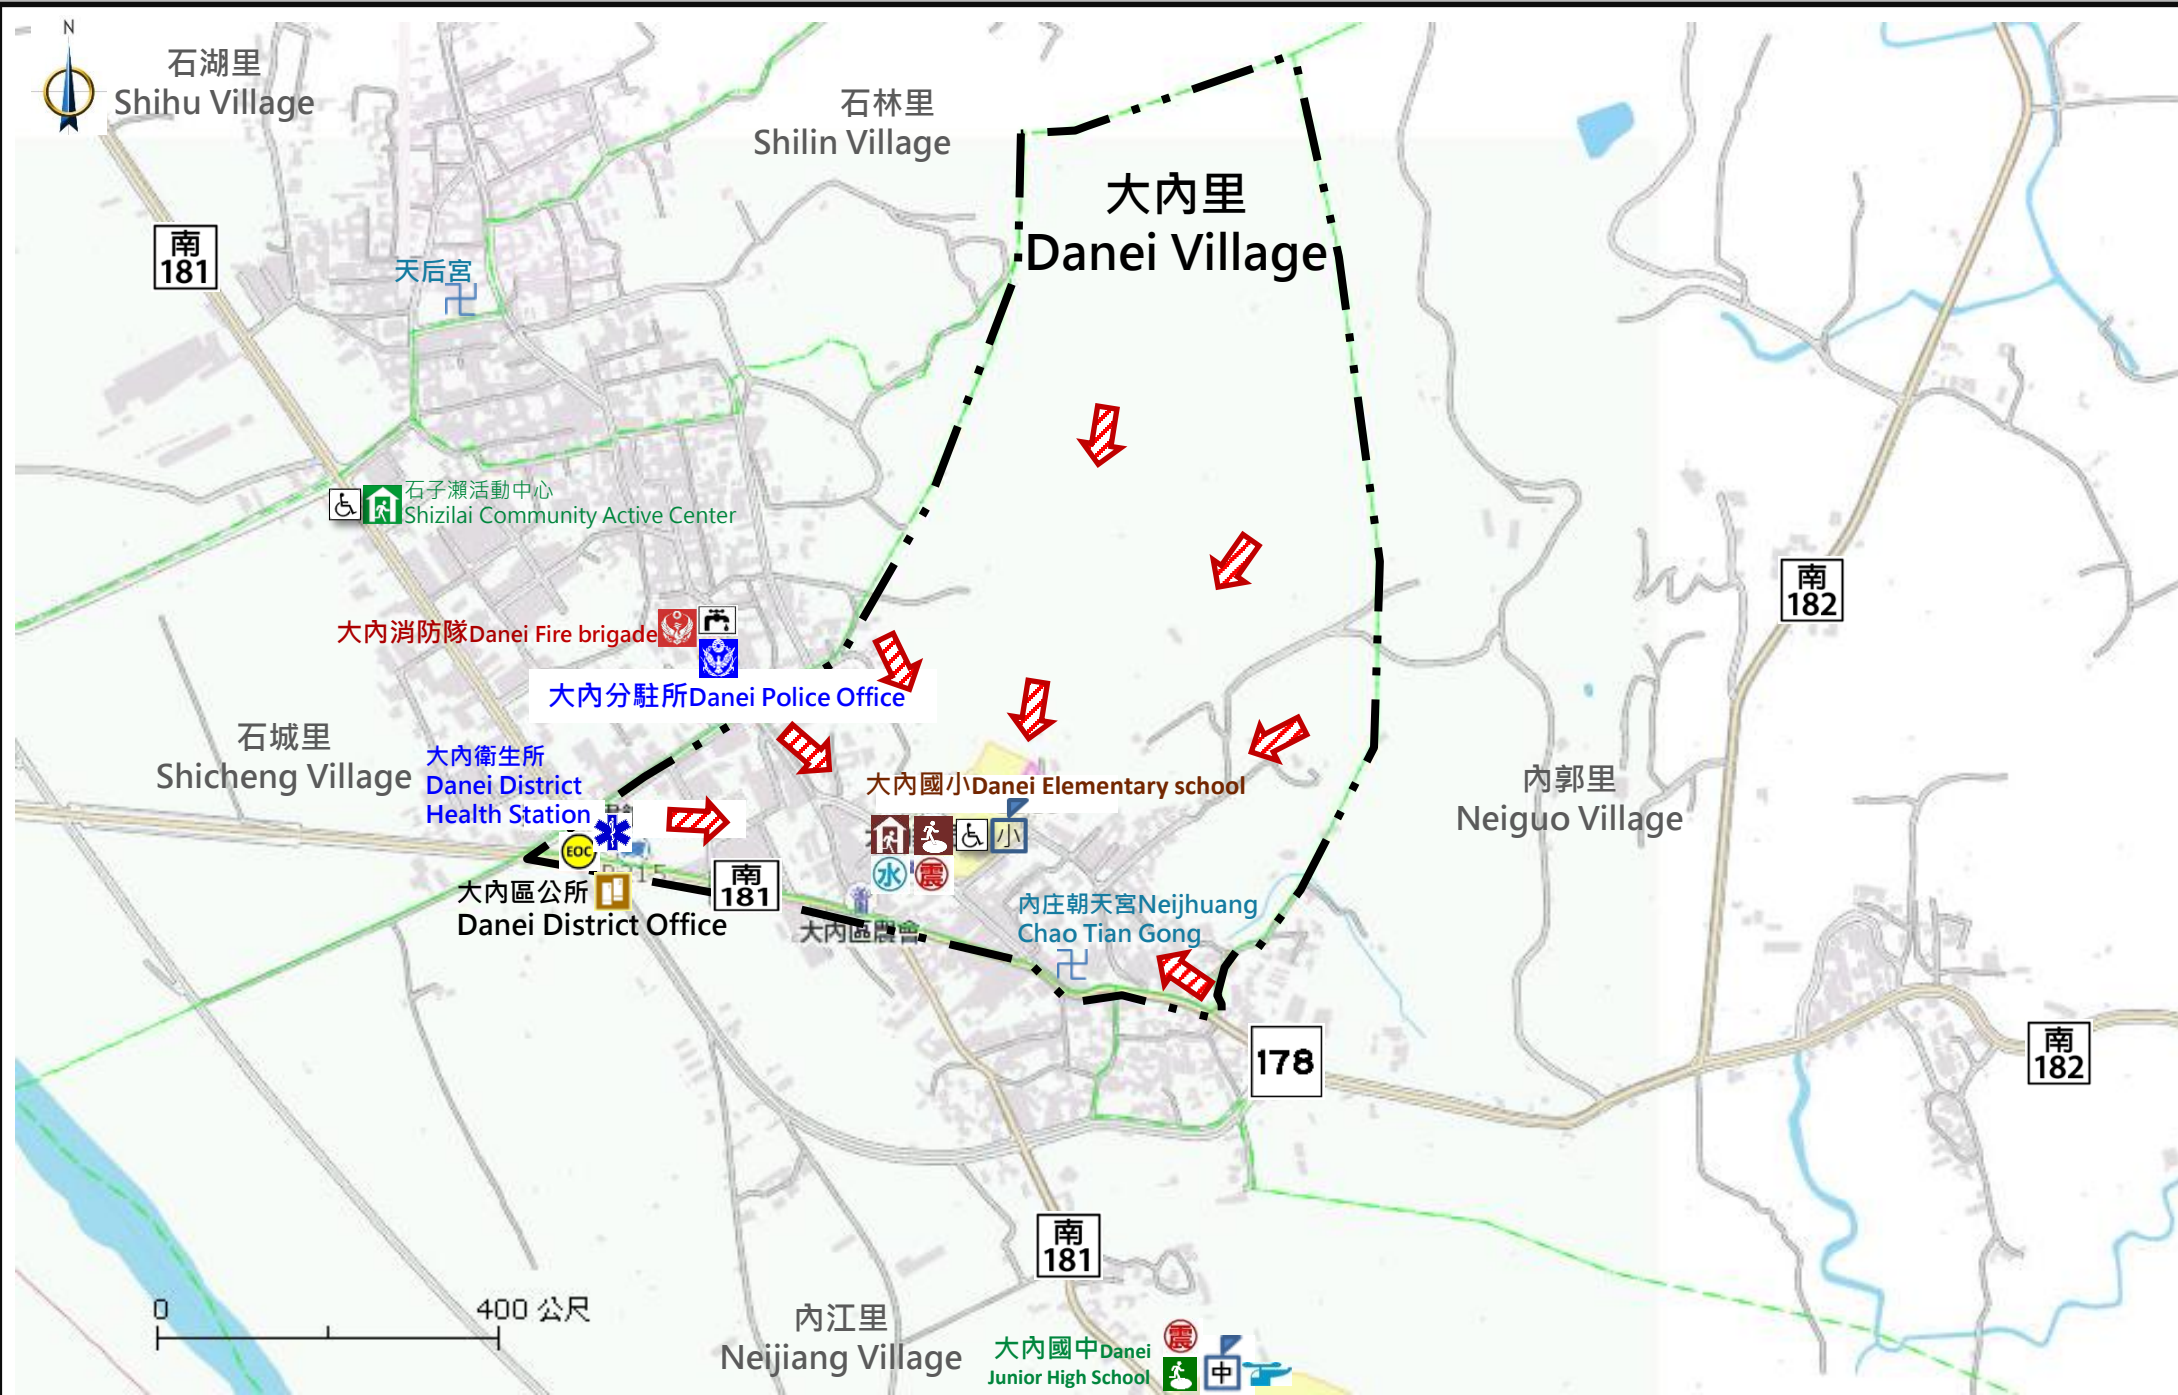 N
石湖里
Shihu Village
石林里
Shilin Village
大內里
Danei Village
南
181
天后宮
石子瀨活動中心
Shizilai Community Active Center
南
182
大內消防隊Danei Fire brigade
大內分駐所Danei Police Office
石城里
Shicheng Village
大內衛生所
Danei District
Health Station
大內國小Danei Elementary school
小
水
震
內郭里
Neiguo Village
EOC
南
181
大內區公所
Danei District Office
大內區農會
內庄朝天宮Neijhuang
Chao Tian Gong
178
南
182
南
181
0
400 公尺
內江里
Neijiang Village
大內國中Danei
Junior High School
震
中